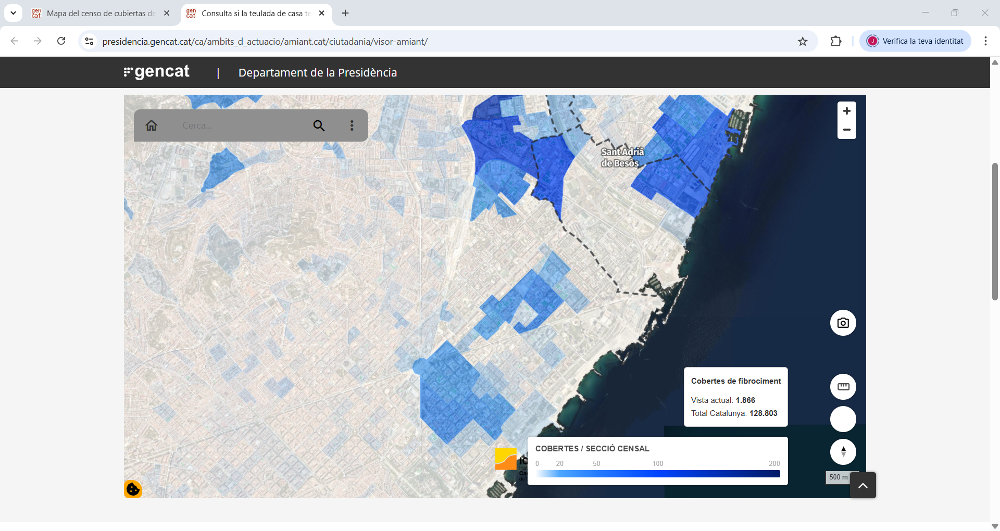 Mapa del censo de cubiertas de
Consulta si la teulada de casa te
presidencia.gencat.cat/ca/ambits_d_actuacio/amiant.cat/ciutadania/visor-amiant/
J
Verifica la teva identitat
gencat | Departament de la Presidència
Cerca...
Sant Adrià
de Besòs
Cobertes de fibrociment
Vista actual: 1.866
Total Catalunya: 128.803
COBERTES / SECCIÓ CENSAL
0 20 50 100 200
500 m